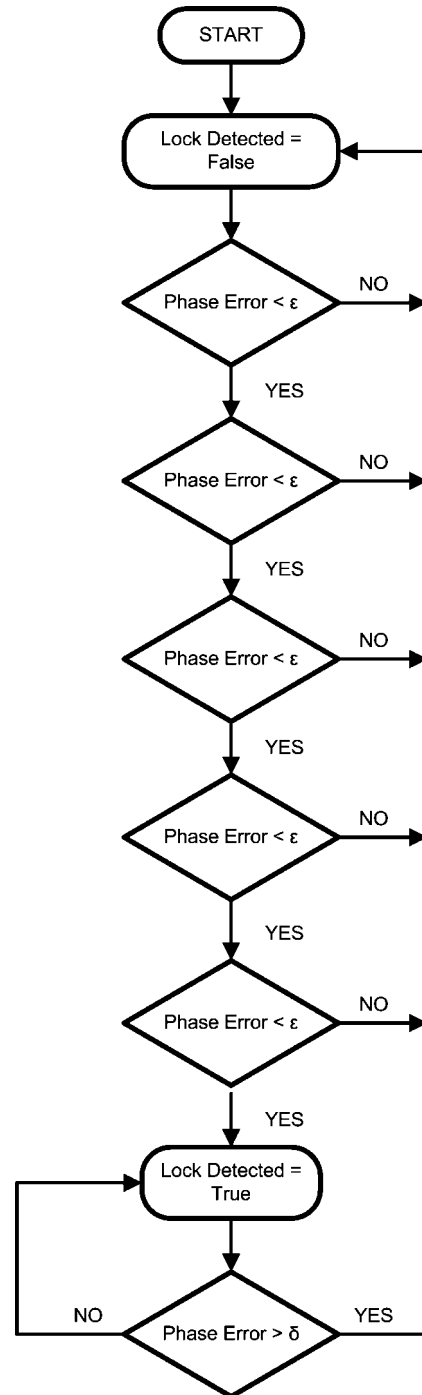 START
Lock Detected =
False
Phase Error < ε
NO
YES
Phase Error < ε
NO
YES
Phase Error < ε
NO
YES
Phase Error < ε
NO
YES
Phase Error < ε
NO
YES
Lock Detected =
True
NO
Phase Error > δ
YES